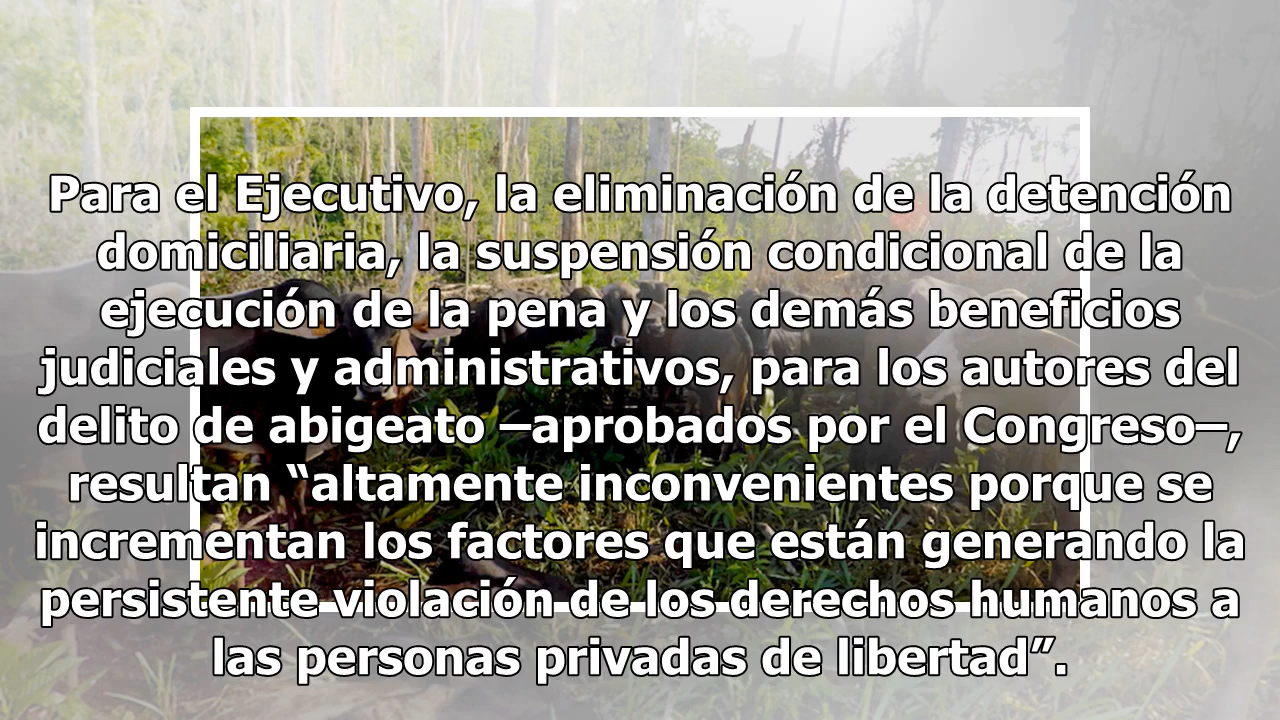 Para el Ejecutivo, la eliminación de la detención
domiciliaria, la suspensión condicional de la
ejecución de la pena y los demás beneficios
judiciales y administrativos, para los autores del
delito de abigeato –aprobados por el Congreso–,
resultan “altamente inconvenientes porque se
incrementan los factores que están generando la
persistente violación de los derechos humanos a
las personas privadas de libertad”.